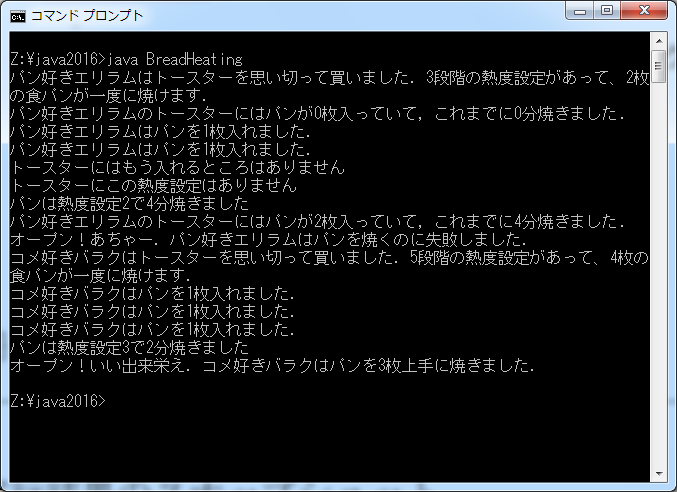 コマンド プロンプト
Z:¥java2016>java BreadHeating
パン好きエリラムはトースターを思い切って買いました．3段階の熱度設定があって、2枚
の食パンが一度に焼けます．
パン好きエリラムのトースターにはパンが0枚入っていて，これまでに0分焼きました．
パン好きエリラムはパンを1枚入れました．
パン好きエリラムはパンを1枚入れました．
トースターにはもう入れるところはありません
トースターにこの熱度設定はありません
パンは熱度設定2で4分焼きました
パン好きエリラムのトースターにはパンが2枚入っていて，これまでに4分焼きました．
オープン！あちゃー．パン好きエリラムはパンを焼くのに失敗しました．
コメ好きバラクはトースターを思い切って買いました．5段階の熱度設定があって、4枚の
食パンが一度に焼けます．
コメ好きバラクはパンを1枚入れました．
コメ好きバラクはパンを1枚入れました．
コメ好きバラクはパンを1枚入れました．
パンは熱度設定3で2分焼きました
オープン！いい出来栄え．コメ好きバラクはパンを3枚上手に焼きました．
Z:¥java2016>